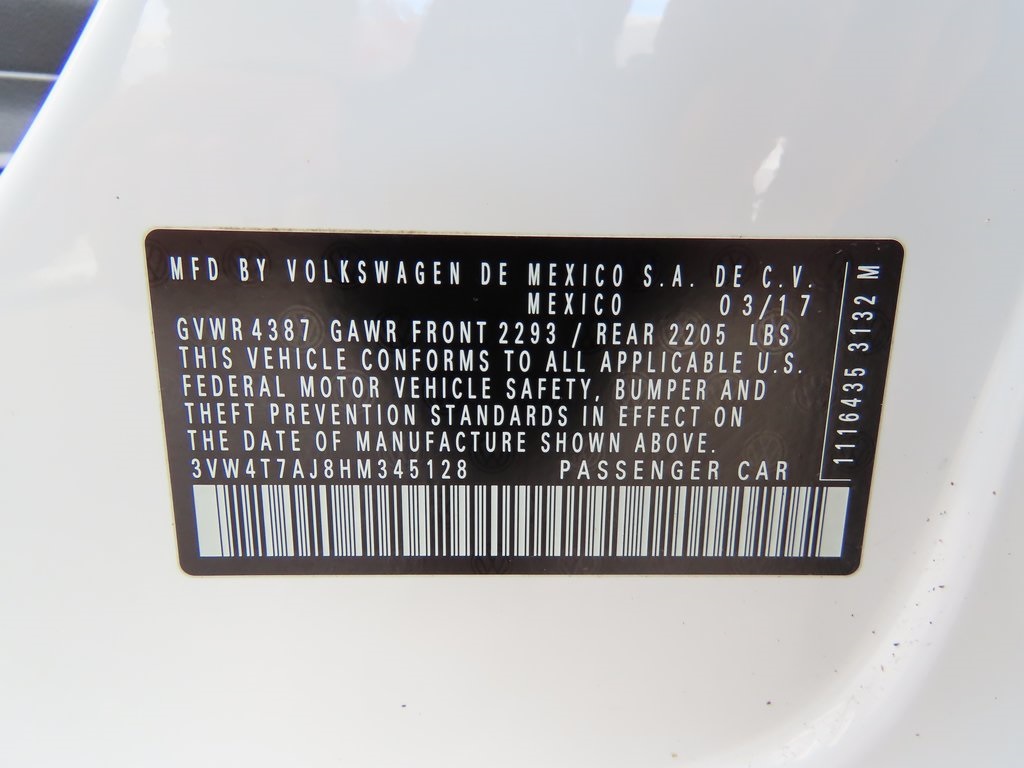 MFD BY VOLKSWAGEN DE MEXICO S.A. DE C.V.
MEXICO 03/17
GVWR 4387 GAWR FRONT 2293 / REAR 2205 LBS
THIS VEHICLE CONFORMS TO ALL APPLICABLE U.S.
FEDERAL MOTOR VEHICLE SAFETY, BUMPER AND
THEFT PREVENTION STANDARDS IN EFFECT ON
THE DATE OF MANUFACTURE SHOWN ABOVE.
3VW4T7AJ8HM345128 PASSENGER CAR
1116435 3132 M